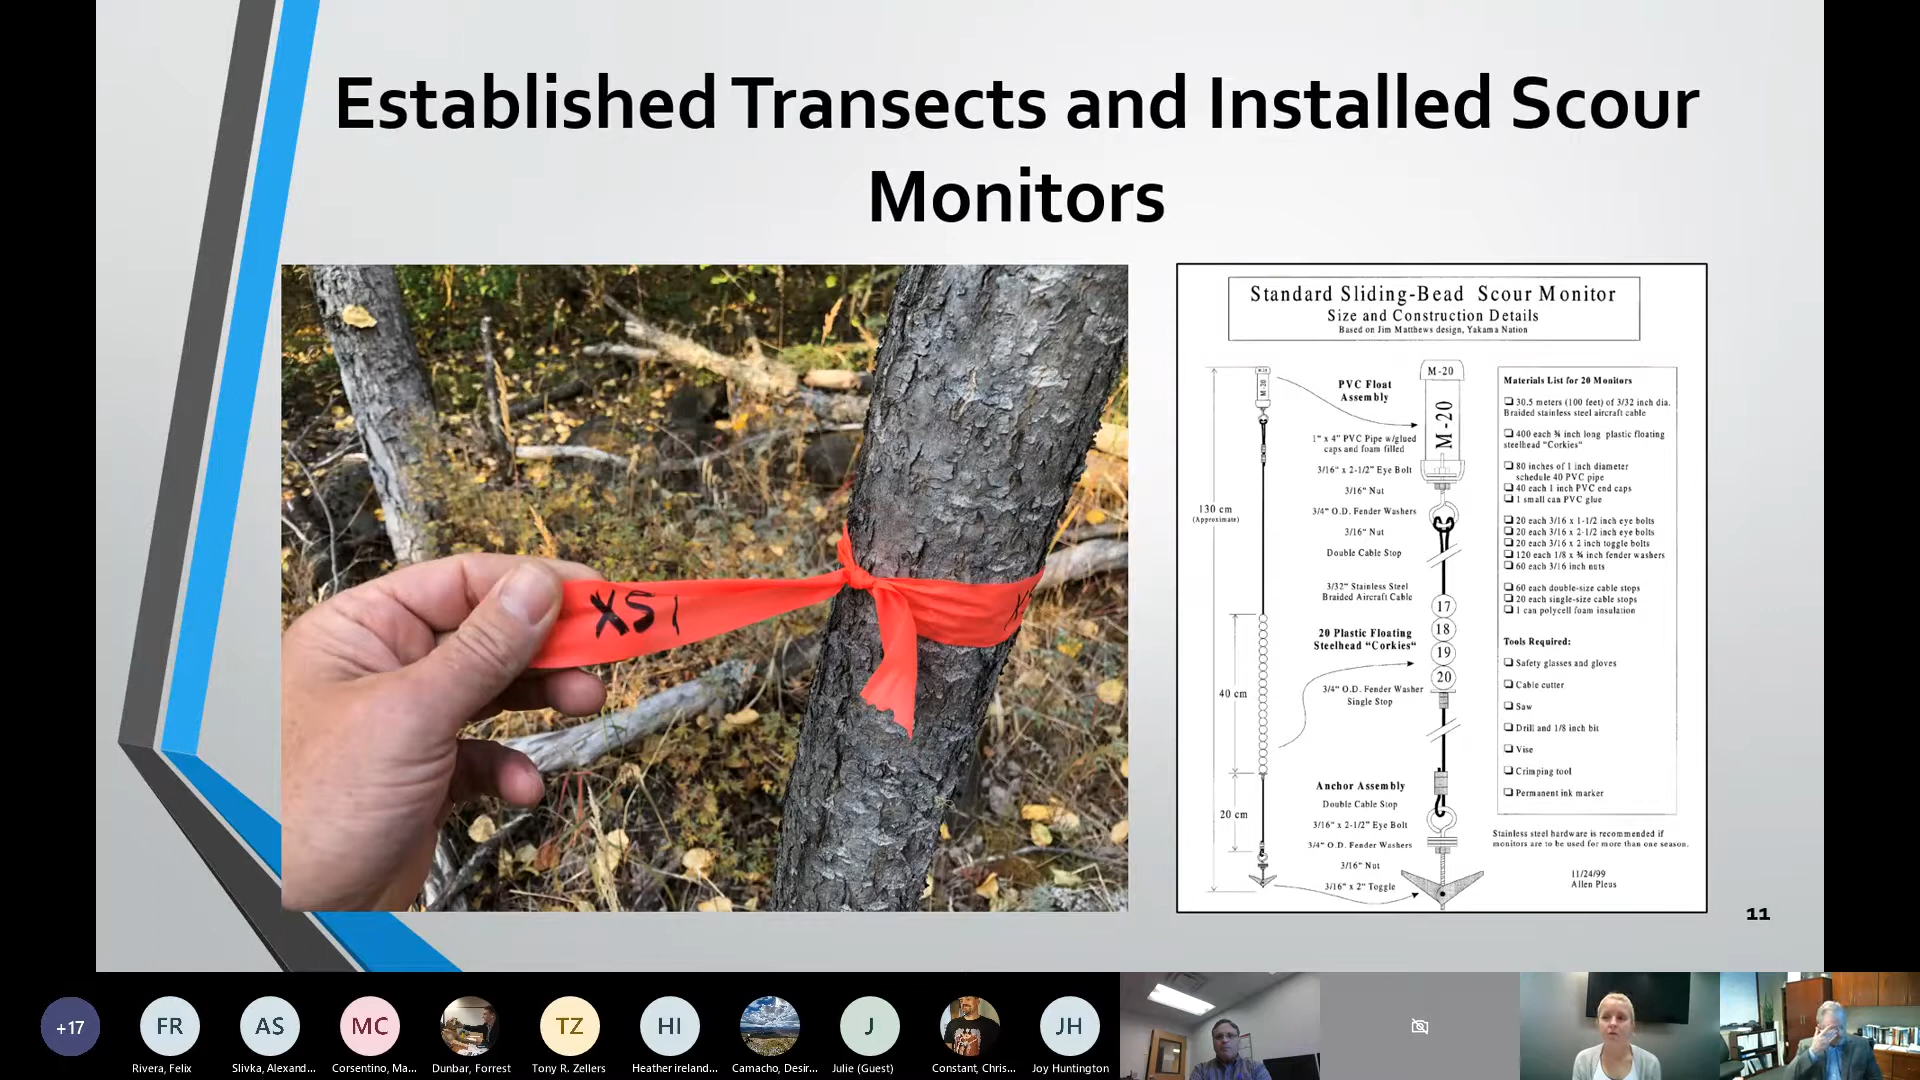 Established Transects and Installed Scour
Monitors
XS1
Standard Sliding-Bead Scour Monitor
Size and Construction Details
Based on Jim Matthews design, Yakama Nation
M-20
M-20
M-20
130 cm
(Approximate)
40 cm
20 cm
PVC Float
Assembly
1" x 4" PVC Pipe w/glued
caps and foam filled
3/16" x 2-1/2" Eye Bolt
3/16" Nut
3/4" O.D. Fender Washers
3/16" Nut
Double Cable Stop
3/32" Stainless Steel
Braided Aircraft Cable
20 Plastic Floating
Steelhead "Corkies"
3/4" O.D. Fender Washer
Single Stop
17
18
19
20
Anchor Assembly
Double Cable Stop
3/16" x 2-1/2" Eye Bolt
3/4" O.D. Fender Washers
3/16" Nut
3/16" x 2" Toggle
Materials List for 20 Monitors
30.5 meters (100 feet) of 3/32 inch dia.
Braided stainless steel aircraft cable
400 each ¾ inch long plastic floating
steelhead "Corkies"
80 inches of 1 inch diameter
schedule 40 PVC pipe
40 each 1 inch PVC end caps
1 small can PVC glue
20 each 3/16 x 1-1/2 inch eye bolts
20 each 3/16 x 2-1/2 inch eye bolts
20 each 3/16 x 2 inch toggle bolts
120 each 1/8 x ¾ inch fender washers
60 each 3/16 inch nuts
60 each double-size cable stops
20 each single-size cable stops
1 can polycell foam insulation
Tools Required:
Safety glasses and gloves
Cable cutter
Saw
Drill and 1/8 inch bit
Vise
Crimping tool
Permanent ink marker
Stainless steel hardware is recommended if
monitors are to be used for more than one season.
11/24/99
Allen Pleus
11
+17
FR
AS
MC
TZ
HI
J
JH
Rivera, Felix
Slivka, Alexand...
Corsentino, Ma...
Dunbar, Forrest
Tony R. Zellers
Heather ireland...
Camacho, Desir...
Julie (Guest)
Constant, Chris...
Joy Huntington